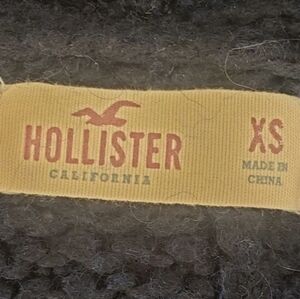 HOLLISTER
CALIFORNIA
XS
MADE IN
CHINA